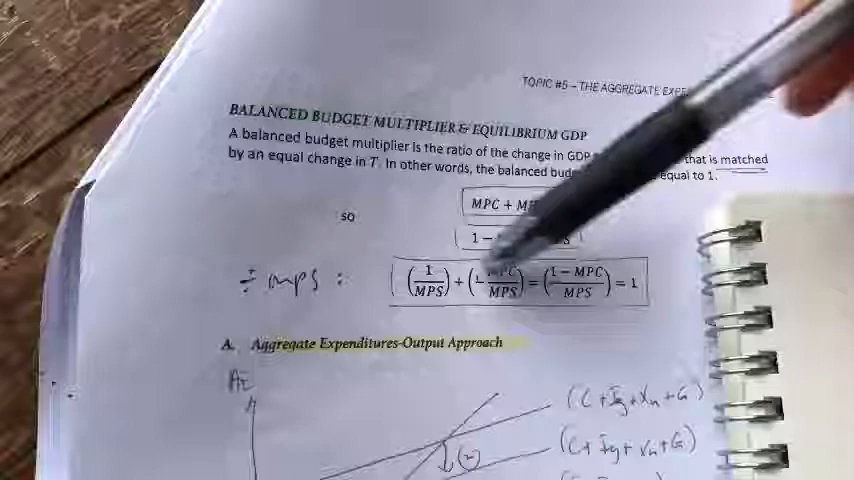 TOPIC #5 – THE AGGREGATE
BALANCED BUDGET MULTIPLIER & EQUILIBRIUM GDP
A balanced budget multiplier is the ratio of the change in GDP that is matched
by an equal change in T. In other words, the balanced equal to 1.
so
MPC +
1 –
÷ mps : (1/MPS) + (-MPC/MPS) = (1 – MPC/MPS) = 1
A. Aggregate Expenditures-Output Approach
AE
(C + Ig + Xn + G)
(C + Ig + Xn + G)